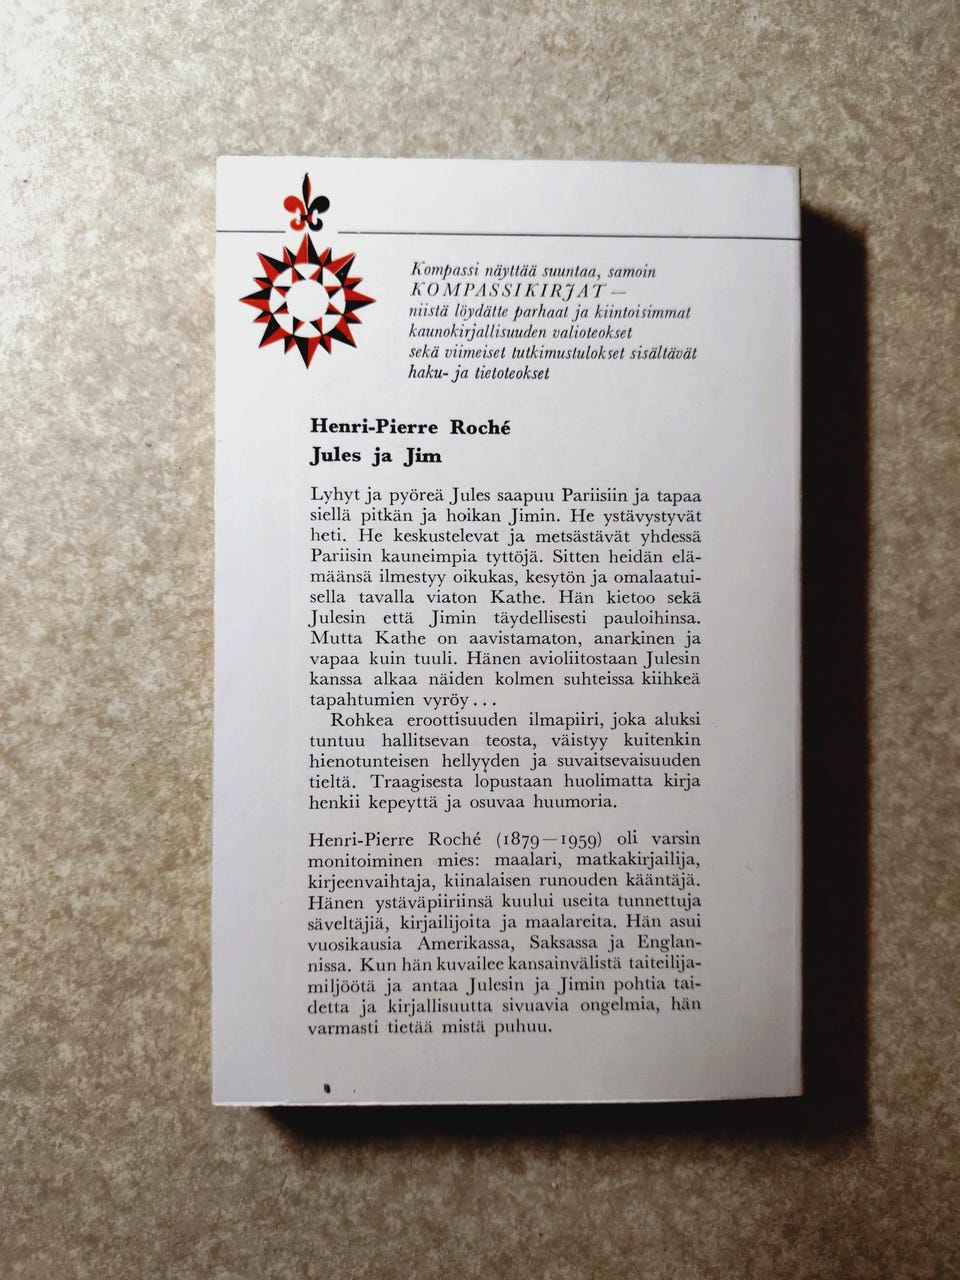 Kompassi näyttää suuntaa, samoin
KOMPASSIKIRJAT —
niistä löydätte parhaat ja kiintoisimmat
kaunokirjallisuuden valioteokset
sekä viimeiset tutkimustulokset sisältävät
haku- ja tietoteokset
Henri-Pierre Roché
Jules ja Jim
Lyhyt ja pyöreä Jules saapuu Pariisiin ja tapaa
siellä pitkän ja hoikan Jimin. He ystävystyvät
heti. He keskustelevat ja metsästävät yhdessä
Pariisin kauneimpia tyttöjä. Sitten heidän elä-
määnsä ilmestyy oikukas, kesytön ja omalaatui-
sella tavalla viaton Kathe. Hän kietoo sekä
Julesin että Jimin täydellisesti pauloihinsa.
Mutta Kathe on aavistamaton, anarkinen ja
vapaa kuin tuuli. Hänen avioliitostaan Julesin
kanssa alkaa näiden kolmen suhteissa kiihkeä
tapahtumien vyröy . . .
Rohkea eroottisuuden ilmapiiri, joka aluksi
tuntuu hallitsevan teosta, väistyy kuitenkin
hienotunteisen hellyyden ja suvaitsevaisuuden
tieltä. Traagisesta lopustaan huolimatta kirja
henkii kepeyttä ja osuvaa huumoria.
Henri-Pierre Roché (1879—1959) oli varsin
monitoiminen mies: maalari, matkakirjailija,
kirjeenvaihtaja, kiinalaisen runouden kääntäjä.
Hänen ystäväpiiriinsä kuului useita tunnettuja
säveltäjiä, kirjailijoita ja maalareita. Hän asui
vuosikausia Amerikassa, Saksassa ja Englan-
nissa. Kun hän kuvailee kansainvälistä taiteilija-
miljöötä ja antaa Julesin ja Jimin pohtia tai-
detta ja kirjallisuutta sivuavia ongelmia, hän
varmasti tietää mistä puhuu.